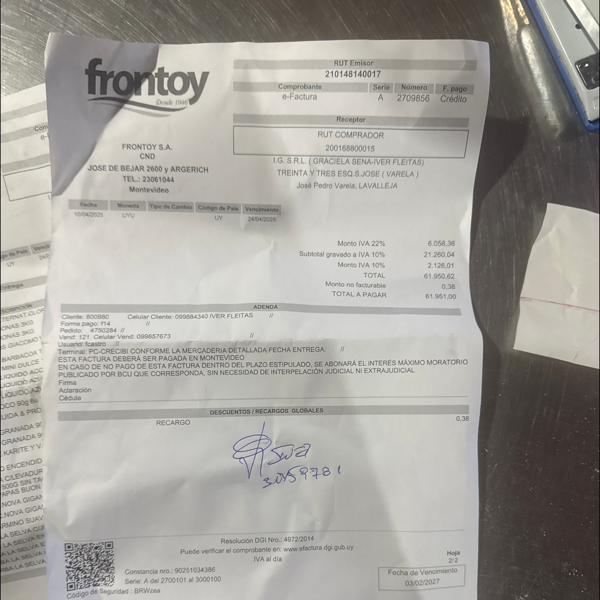 frontoy
Desde 1946
RUT Emisor
210148140017
Comprobante Serie Número F. pago
e-Factura A 2709856 Crédito
Receptor
RUT COMPRADOR
200168800015
I.G. S.R.L. ( GRACIELA SENA-IVER FLEITAS)
TREINTA Y TRES ESQ.S.JOSE ( VARELA )
José Pedro Varela, LAVALLEJA
FRONTOY S.A.
CND
JOSE DE BEJAR 2600 y ARGERICH
TEL.: 23061044
Montevideo
Fecha Moneda Tipo de Cambio Código de País Vencimiento
10/04/2025 UYU UY 24/04/2025
Monto IVA 22% 6.056,36
Subtotal gravado a IVA 10% 21.260,04
Monto IVA 10% 2.126,01
TOTAL 61.950,62
Monto no facturable 0,38
TOTAL A PAGAR 61.951,00
ADENDA
Cliente: 800880 Celular Cliente: 099884340 IVER FLEITAS //
Forma pago: f14 //
Pedido: 4750284 //
Vend: 121 Celular Vend: 099657673
Usuario: fcastro // //
Terminal: PC-CRECIBI CONFORME LA MERCADERIA DETALLADA FECHA ENTREGA. //
ESTA FACTURA DEBERÁ SER PAGADA EN MONTEVIDEO
EN CASO DE NO PAGO DE ESTA FACTURA DENTRO DEL PLAZO ESTIPULADO, SE ABONARÁ EL INTERÉS MÁXIMO MORATORIO
PUBLICADO POR BCU QUE CORRESPONDA, SIN NECESIDAD DE INTERPELACIÓN JUDICIAL NI EXTRAJUDICIAL
Firma
Aclaración
Cédula
DESCUENTOS / RECARGOS GLOBALES
RECARGO 0,38
Resolución DGI Nro.: 4972/2014
Puede verificar el comprobante en: www.efactura.dgi.gub.uy
IVA al día
Hoja
2/2
Constancia nro.: 90251034386
Serie: A del 2700101 al 3000100
Código de Seguridad : BRWzea
Fecha de Vencimiento
03/02/2027